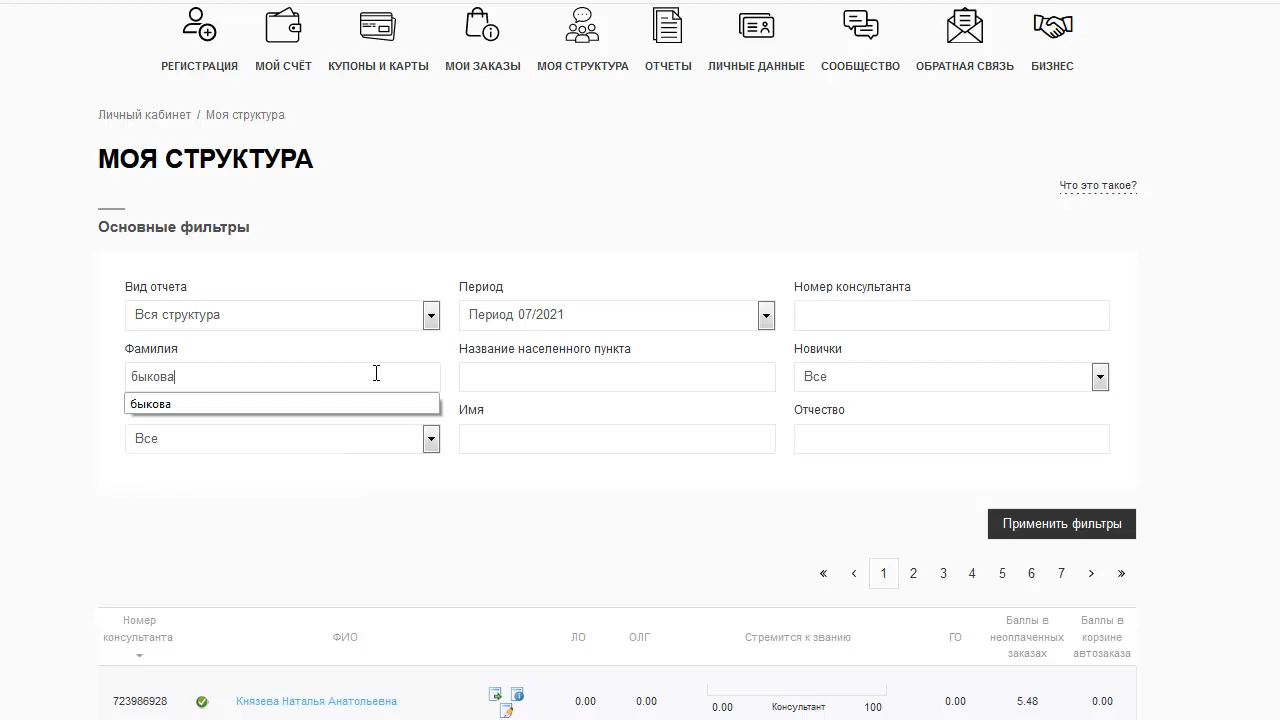 РЕГИСТРАЦИЯ МОЙ СЧЁТ КУПОНЫ И КАРТЫ МОИ ЗАКАЗЫ МОЯ СТРУКТУРА ОТЧЕТЫ ЛИЧНЫЕ ДАННЫЕ СООБЩЕСТВО ОБРАТНАЯ СВЯЗЬ БИЗНЕС
Личный кабинет / Моя структура
МОЯ СТРУКТУРА
Что это такое?
Основные фильтры
Вид отчета Период Номер консультанта
Вся структура Период 07/2021
Фамилия Название населенного пункта Новички
быкова Все
быкова
Имя Отчество
Все
Применить фильтры
« ‹ 1 2 3 4 5 6 7 › »
Номер консультанта ФИО ЛО ОЛГ Стремится к званию ГО Баллы в неоплаченных заказах Баллы в корзине автозаказа
723986928 Князева Наталья Анатольевна 0.00 0.00 0.00 Консультант 100 0.00 5.48 0.00